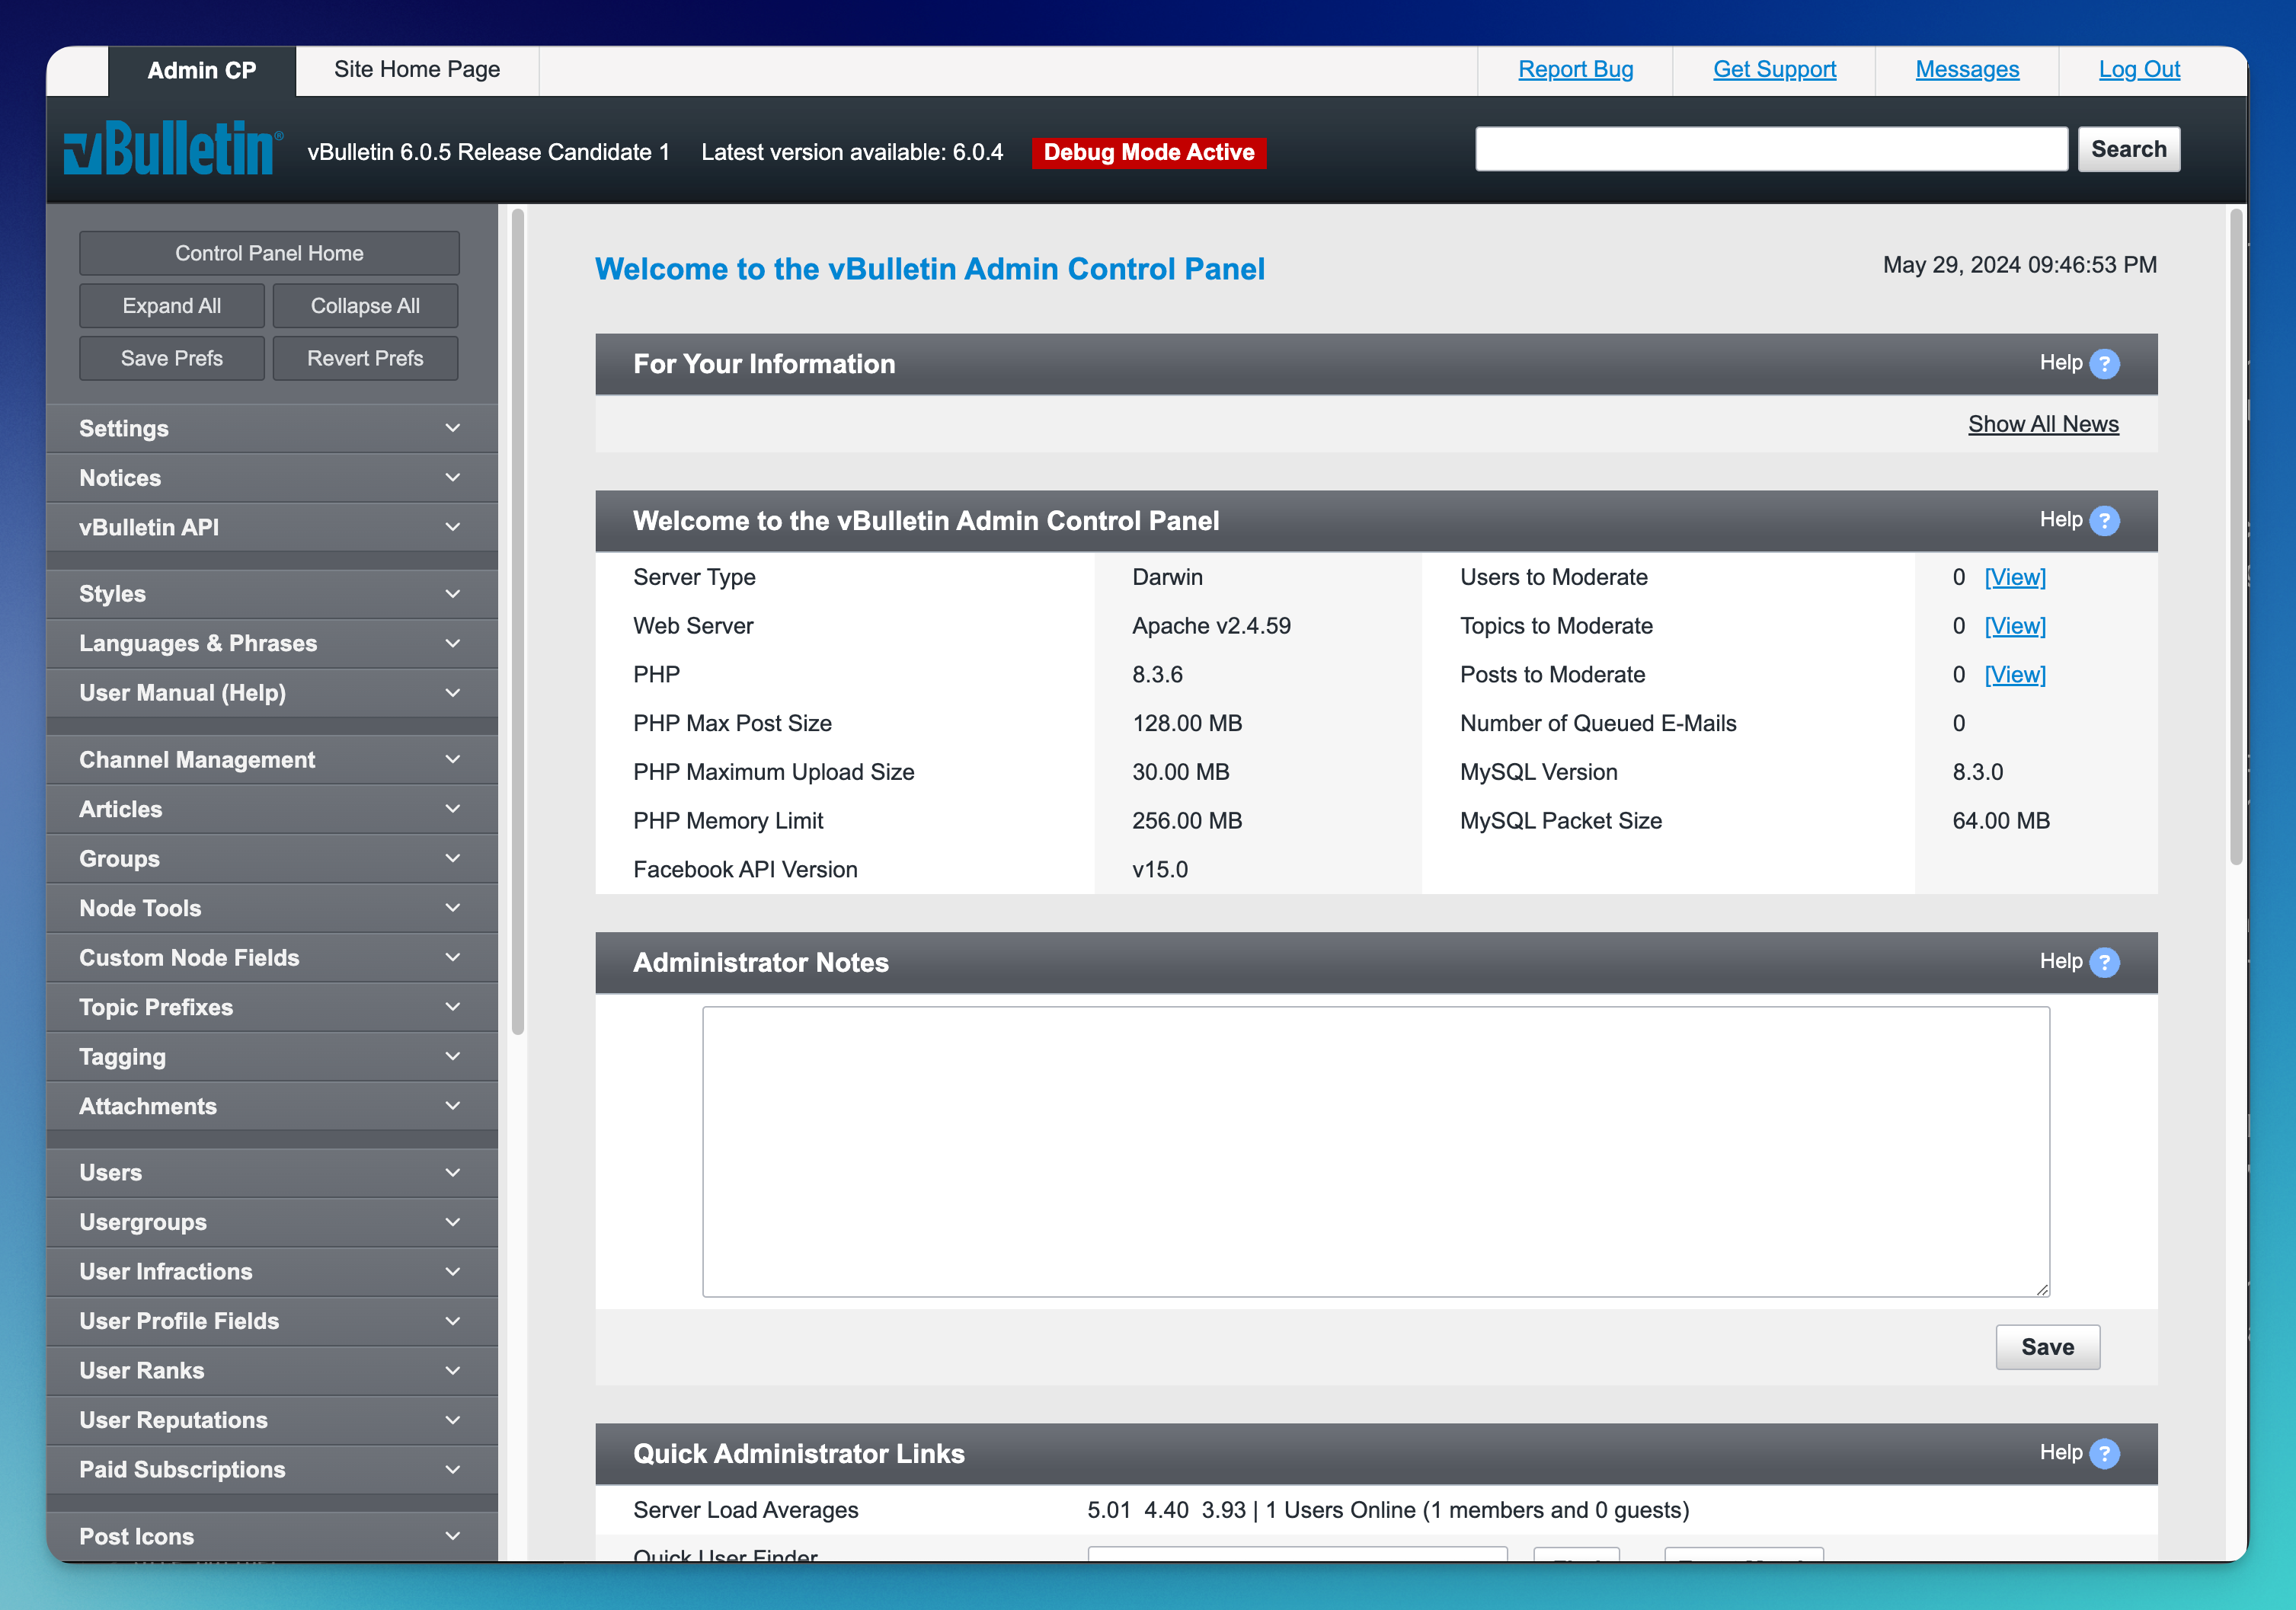 Admin CP
Site Home Page
Report Bug
Get Support
Messages
Log Out
vBulletin®
vBulletin 6.0.5 Release Candidate 1
Latest version available: 6.0.4
Debug Mode Active
Search
Control Panel Home
Expand All
Collapse All
Save Prefs
Revert Prefs
Settings
Notices
vBulletin API
Styles
Languages & Phrases
User Manual (Help)
Channel Management
Articles
Groups
Node Tools
Custom Node Fields
Topic Prefixes
Tagging
Attachments
Users
Usergroups
User Infractions
User Profile Fields
User Ranks
User Reputations
Paid Subscriptions
Post Icons
Welcome to the vBulletin Admin Control Panel
May 29, 2024 09:46:53 PM
For Your Information
Help ?
Show All News
Welcome to the vBulletin Admin Control Panel
Help ?
Server Type Darwin Users to Moderate 0 [View]
Web Server Apache v2.4.59 Topics to Moderate 0 [View]
PHP 8.3.6 Posts to Moderate 0 [View]
PHP Max Post Size 128.00 MB Number of Queued E-Mails 0
PHP Maximum Upload Size 30.00 MB MySQL Version 8.3.0
PHP Memory Limit 256.00 MB MySQL Packet Size 64.00 MB
Facebook API Version v15.0
Administrator Notes
Help ?
Save
Quick Administrator Links
Help ?
Server Load Averages 5.01 4.40 3.93 | 1 Users Online (1 members and 0 guests)
Quick User Finder